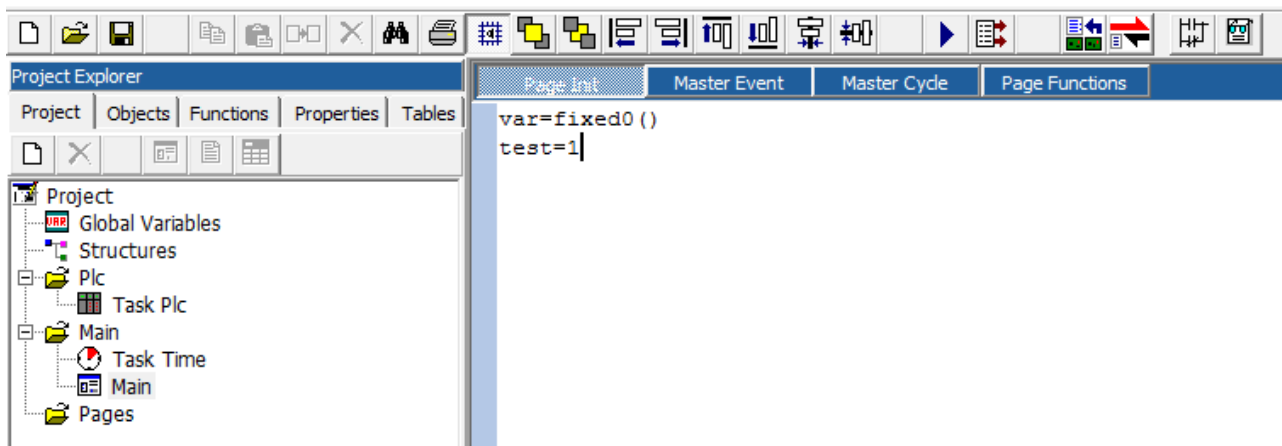 Project Explorer
Project Objects Functions Properties Tables
Project
VAR Global Variables
Structures
Plc
Task Plc
Main
Task Time
Main
Pages
Page Init Master Event Master Cycle Page Functions
var=fixed0()
test=1